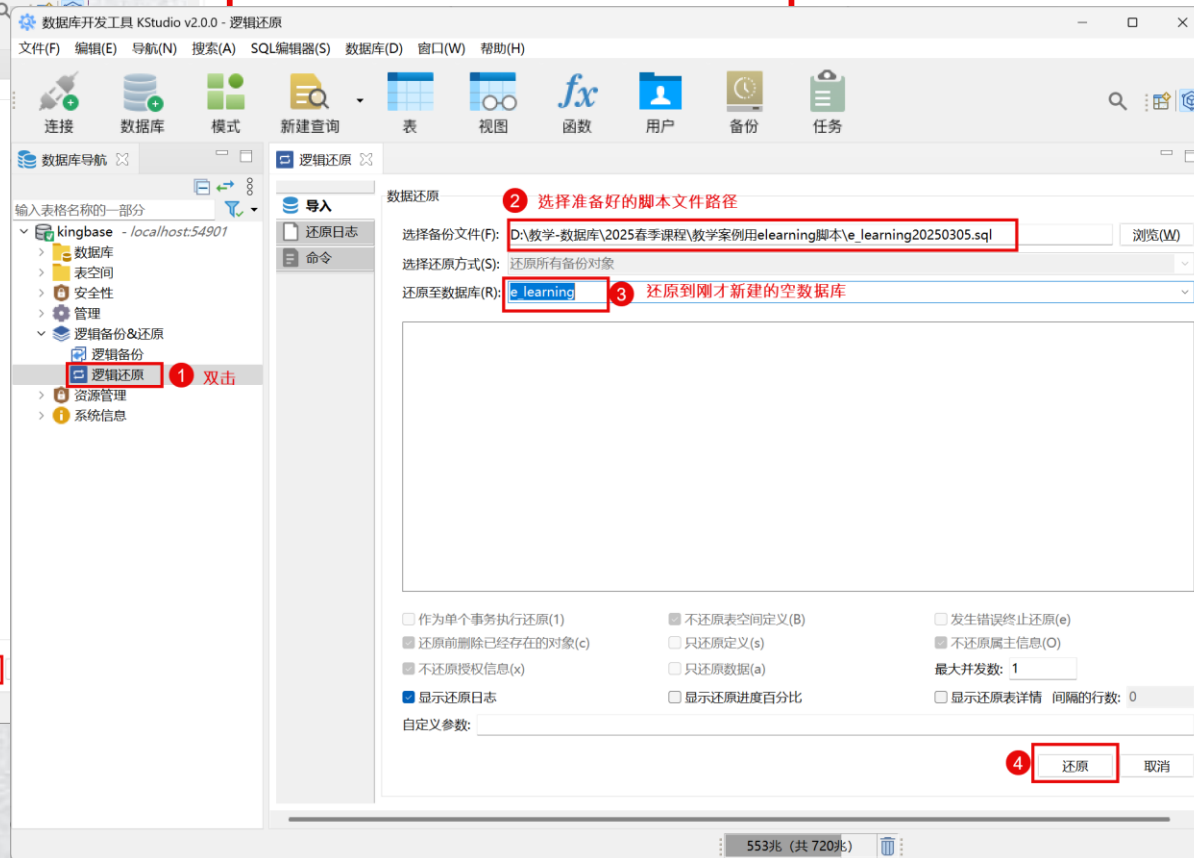 数据库开发工具 KStudio v2.0.0 - 逻辑还原
文件(F) 编辑(E) 导航(N) 搜索(A) SQL编辑器(S) 数据库(D) 窗口(W) 帮助(H)
连接 数据库 模式 新建查询 表 视图 函数 用户 备份 任务
数据库导航
输入表格名称的一部分
kingbase - localhost:54901
数据库
表空间
安全性
管理
逻辑备份&还原
逻辑备份
逻辑还原 1 双击
资源管理
系统信息
逻辑还原
导入
还原日志
命令
数据还原
2 选择准备好的脚本文件路径
选择备份文件(F): D:\教学-数据库\2025春季课程\教学案例用elearning脚本\e_learning20250305.sql 浏览(W)
选择还原方式(S): 还原所有备份对象
还原至数据库(R): e_learning 3 还原到刚才新建的空数据库
作为单个事务执行还原(1) 不还原表空间定义(B) 发生错误终止还原(e)
还原前删除已经存在的对象(c) 只还原定义(s) 不还原属主信息(O)
不还原授权信息(x) 只还原数据(a) 最大并发数: 1
显示还原日志 显示还原进度百分比 显示还原表详情 间隔的行数: 0
自定义参数:
4 还原 取消
553兆 (共 720兆)